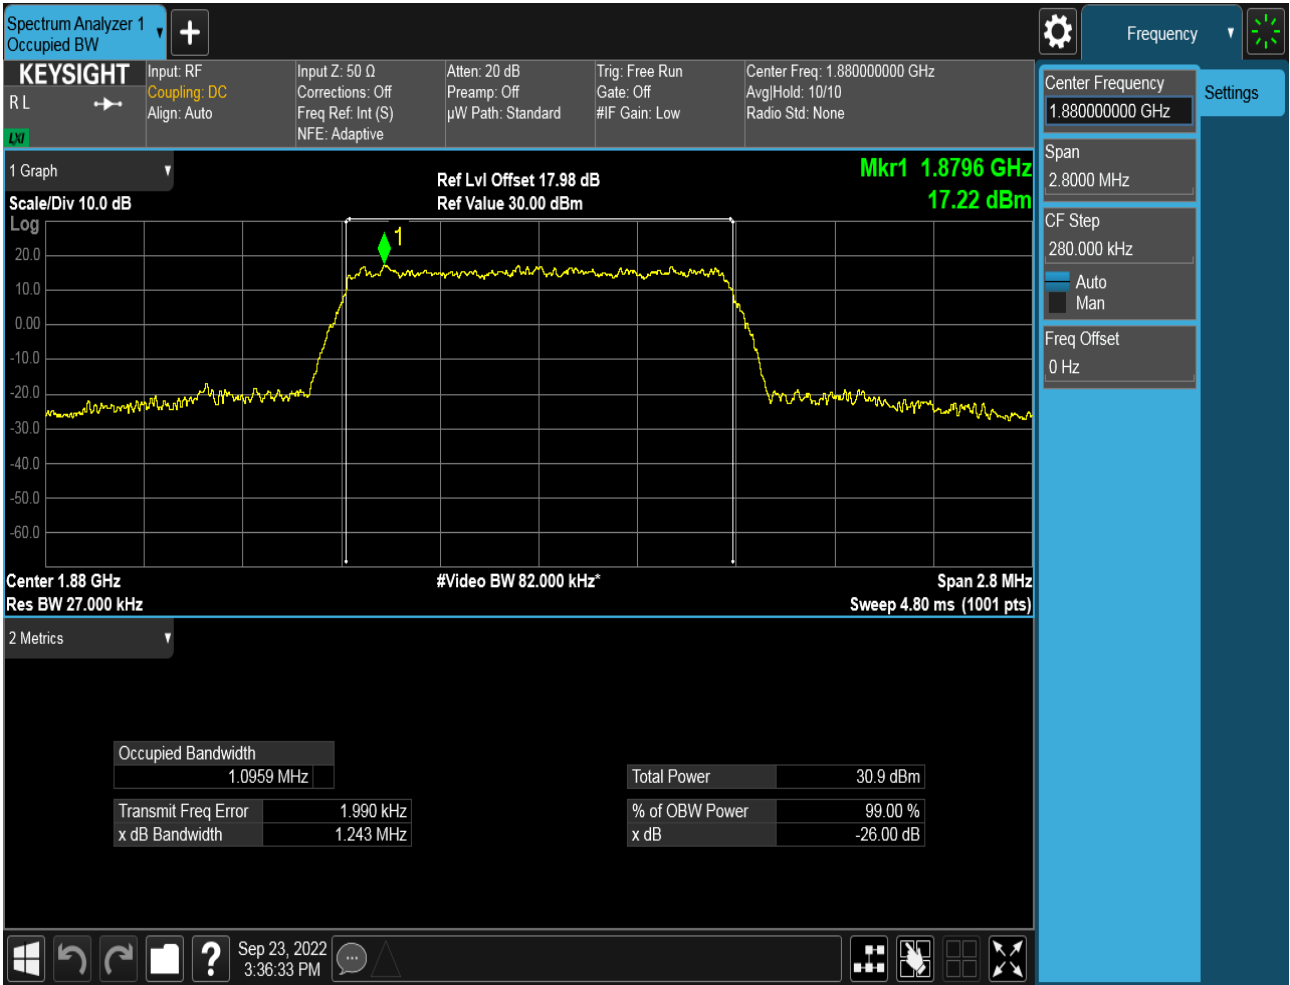 Spectrum Analyzer 1
Occupied BW
Frequency
KEYSIGHT
R L
LXI
Input: RF
Coupling: DC
Align: Auto
Input Z: 50 Ω
Corrections: Off
Freq Ref: Int (S)
NFE: Adaptive
Atten: 20 dB
Preamp: Off
µW Path: Standard
Trig: Free Run
Gate: Off
#IF Gain: Low
Center Freq: 1.880000000 GHz
Avg|Hold: 10/10
Radio Std: None
Center Frequency
1.880000000 GHz
Settings
Span
2.8000 MHz
CF Step
280.000 kHz
Auto
Man
Freq Offset
0 Hz
1 Graph
Scale/Div 10.0 dB
Ref Lvl Offset 17.98 dB
Ref Value 30.00 dBm
Mkr1 1.8796 GHz
17.22 dBm
Log
1
20.0
10.0
0.00
-10.0
-20.0
-30.0
-40.0
-50.0
-60.0
Center 1.88 GHz
#Video BW 82.000 kHz*
Span 2.8 MHz
Res BW 27.000 kHz
Sweep 4.80 ms (1001 pts)
2 Metrics
Occupied Bandwidth
1.0959 MHz
Total Power 30.9 dBm
Transmit Freq Error 1.990 kHz
% of OBW Power 99.00 %
x dB Bandwidth 1.243 MHz
x dB -26.00 dB
?
Sep 23, 2022
3:36:33 PM